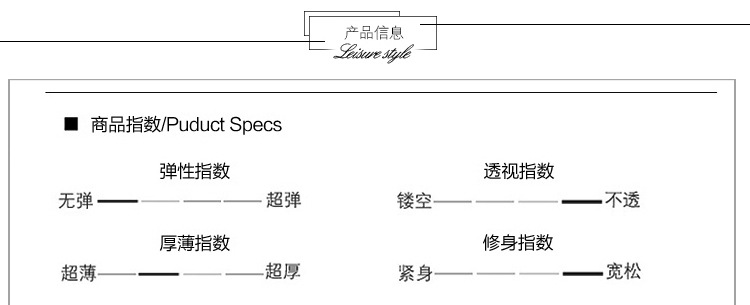 产品信息
Leisure style
商品指数/Puduct Specs
弹性指数 透视指数
无弹 超弹 镂空 不透
厚薄指数 修身指数
超薄 超厚 紧身 宽松